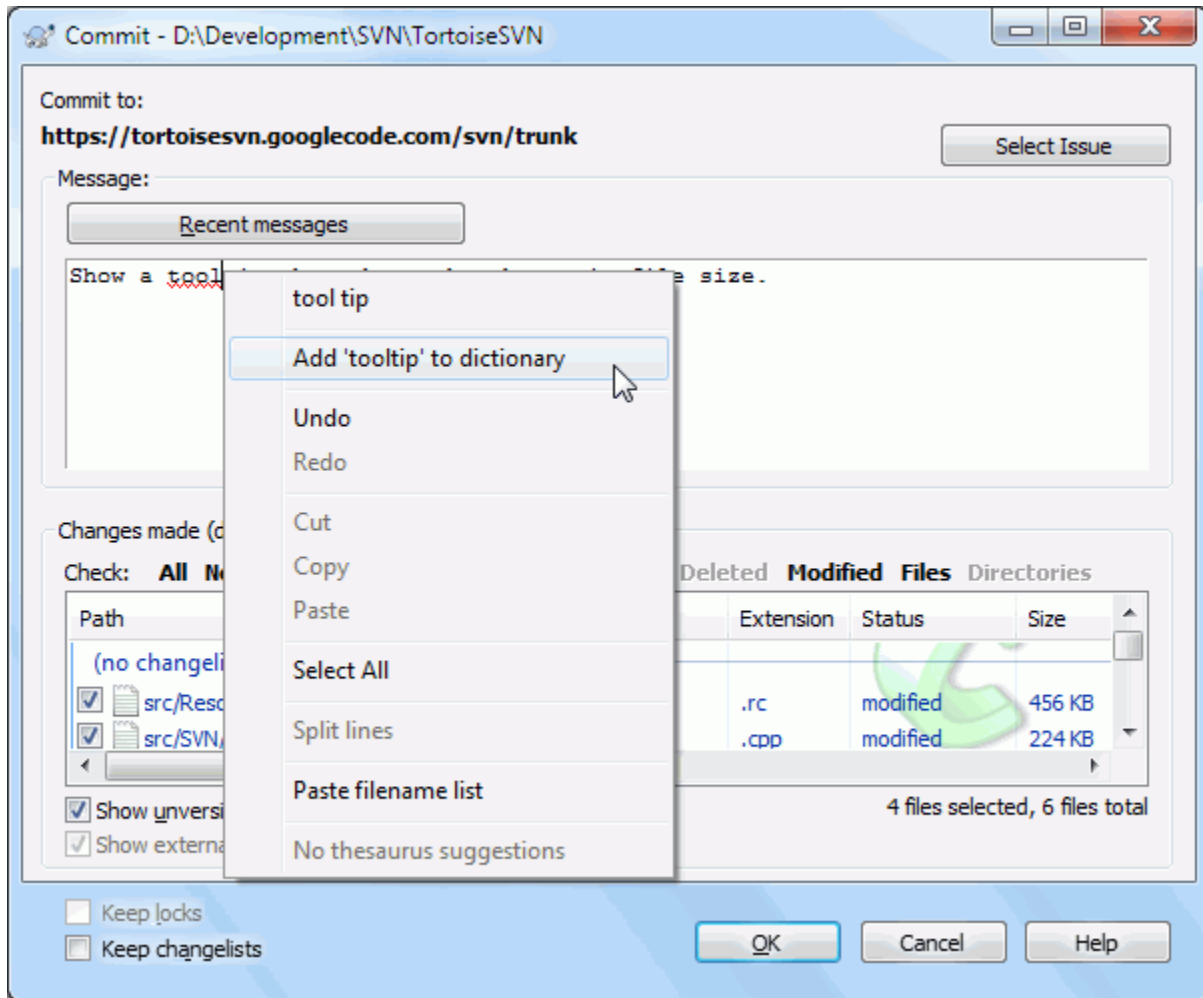 Commit - D:\Development\SVN\TortoiseSVN
Commit to:
https://tortoisesvn.googlecode.com/svn/trunk
Select Issue
Message:
Recent messages
Show a tool file size.
tool tip
Add 'tooltip' to dictionary
Undo
Redo
Cut
Copy
Paste
Select All
Split lines
Paste filename list
No thesaurus suggestions
Changes made
Check: All Deleted Modified Files Directories
Path Extension Status Size
(no changeli
src/Reso .rc modified 456 KB
src/SVN/ .cpp modified 224 KB
Show unversi
4 files selected, 6 files total
Show externa
Keep locks
Keep changelists
OK Cancel Help